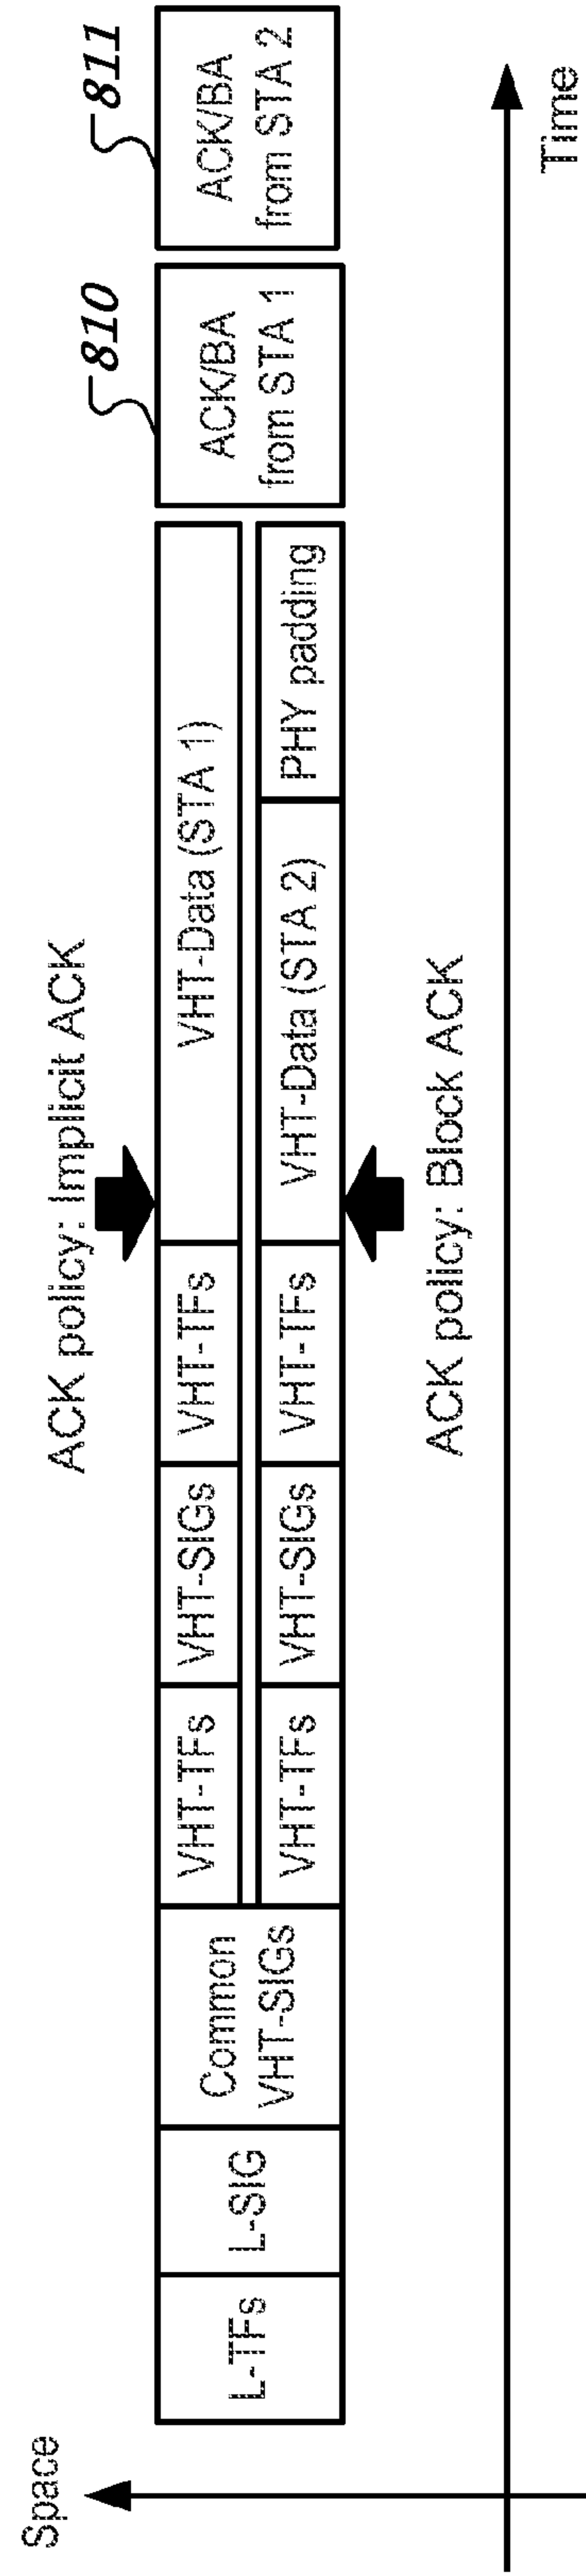 Space
ACK policy: Implicit ACK
L-TFs
L-SIG
Common
VHT-SIGs
VHT-TFs
VHT-SIGs
VHT-TFs
VHT-Data (STA 1)
VHT-TFs
VHT-SIGs
VHT-TFs
VHT-Data (STA 2)
PHY padding
810
ACK/BA
from STA 1
811
ACK/BA
from STA 2
ACK policy: Block ACK
Time